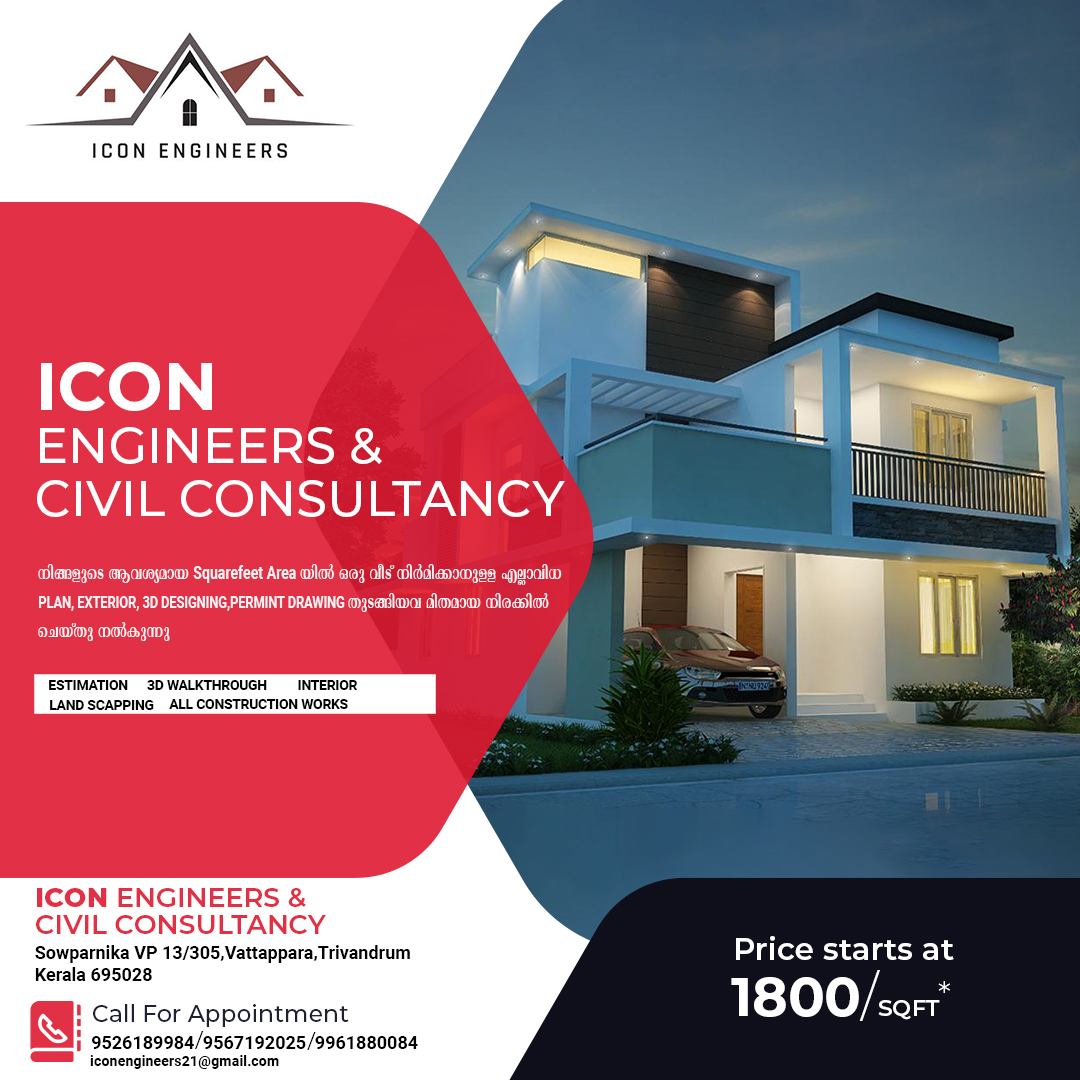 ICON ENGINEERS
ICON
ENGINEERS &
CIVIL CONSULTANCY
നിങ്ങളുടെ ആവശ്യമായ Squarefeet Area യിൽ ഒരു വീട് നിർമിക്കാനുള്ള എല്ലാവിധ
PLAN, EXTERIOR, 3D DESIGNING,PERMINT DRAWING തുടങ്ങിയവ മിതമായ നിരക്കിൽ
ചെയ്തു നൽകുന്നു
ESTIMATION 3D WALKTHROUGH INTERIOR
LAND SCAPPING ALL CONSTRUCTION WORKS
ICON ENGINEERS &
CIVIL CONSULTANCY
Sowparnika VP 13/305,Vattappara,Trivandrum
Kerala 695028
Call For Appointment
9526189984/9567192025/9961880084
iconengineers21@gmail.com
Price starts at
1800/SQFT*